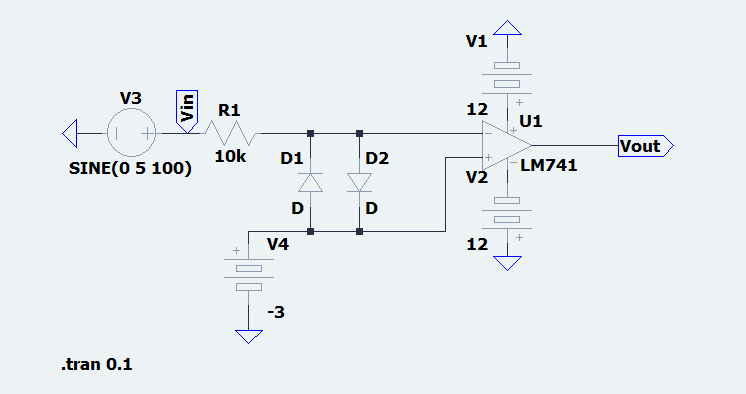 V1
V3
Vin
R1
12
U1
-
+
+
-
+
10k
D1
D2
SINE(0 5 100)
V2
LM741
Vout
D
D
V4
+
12
+
-3
.tran 0.1